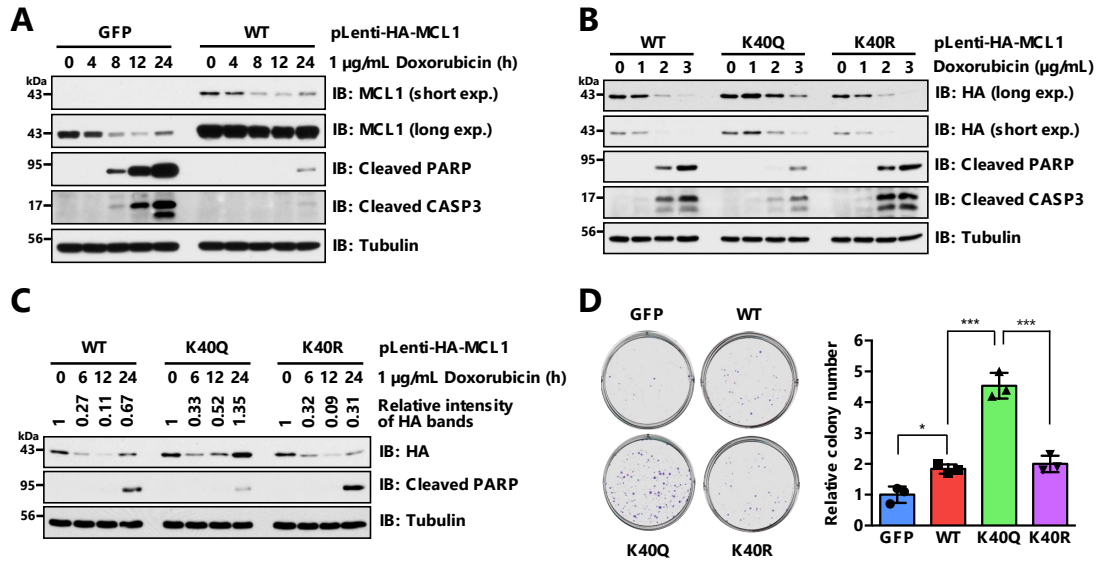 A
GFP WT pLenti-HA-MCL1
0 4 8 12 24 0 4 8 12 24 1 µg/mL Doxorubicin (h)
kDa
43 IB: MCL1 (short exp.)
43 IB: MCL1 (long exp.)
95 IB: Cleaved PARP
17 IB: Cleaved CASP3
56 IB: Tubulin
B
WT K40Q K40R pLenti-HA-MCL1
0 1 2 3 0 1 2 3 0 1 2 3 Doxorubicin (µg/mL)
kDa
43 IB: HA (long exp.)
43 IB: HA (short exp.)
95 IB: Cleaved PARP
17 IB: Cleaved CASP3
56 IB: Tubulin
C
WT K40Q K40R pLenti-HA-MCL1
0 6 12 24 0 6 12 24 0 6 12 24 1 µg/mL Doxorubicin (h)
1 0.27 0.11 0.67 1 0.33 0.52 1.35 1 0.32 0.09 0.31 Relative intensity
of HA bands
kDa
43 IB: HA
95 IB: Cleaved PARP
56 IB: Tubulin
D
GFP WT
K40Q K40R
Relative colony number
6
5
4
3
2
1
0
* *** ***
GFP WT K40Q K40R